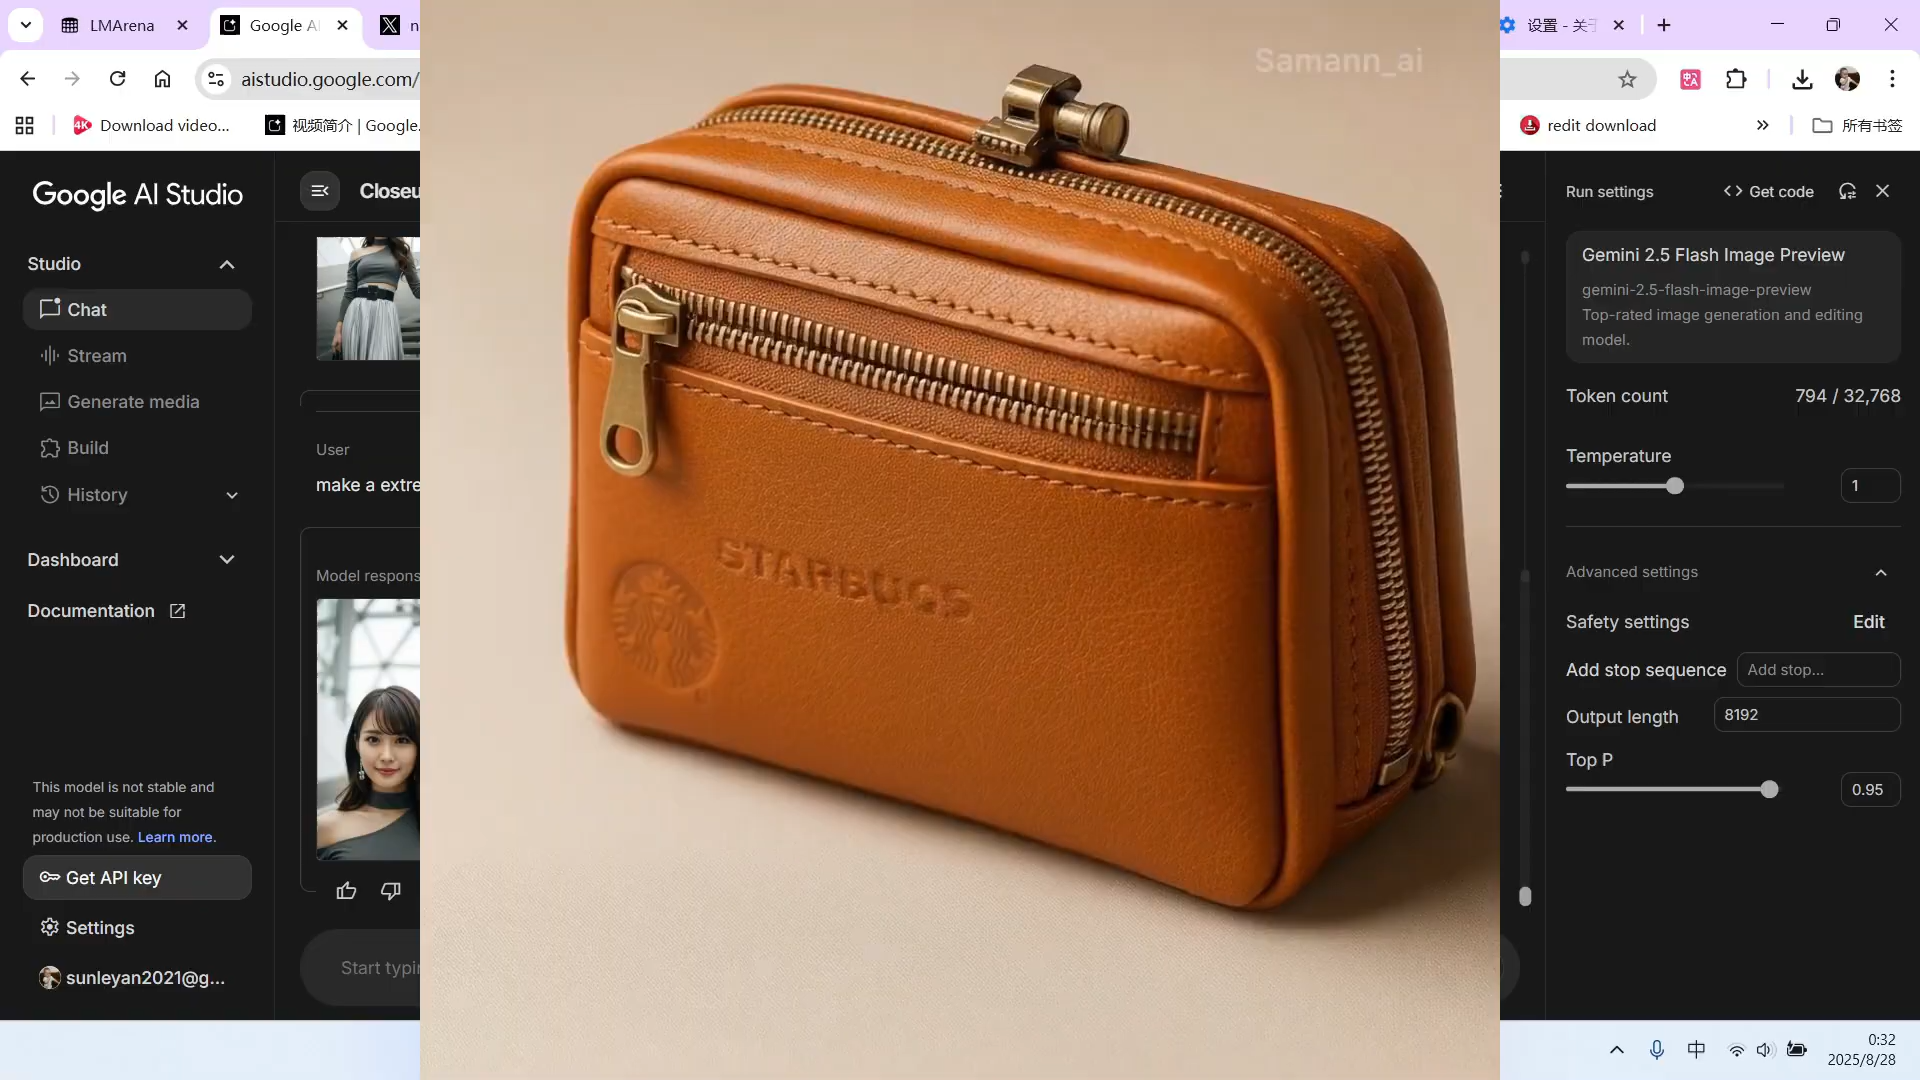 LMArena
Google AI
n
设置 - 关于
aistudio.google.com/
Download video...
视频简介 | Google
redit download
所有书签
Samann_ai
Google AI Studio
Studio
Chat
Stream
Generate media
Build
History
Dashboard
Documentation
This model is not stable and
may not be suitable for
production use. Learn more.
Get API key
Settings
sunleyan2021@g...
Closeu
User
make a extre
Model respons
Start typi
STARBUGS
Run settings
Get code
Gemini 2.5 Flash Image Preview
gemini-2.5-flash-image-preview
Top-rated image generation and editing
model.
Token count
794 / 32,768
Temperature
1
Advanced settings
Safety settings
Edit
Add stop sequence
Add stop...
Output length
8192
Top P
0.95
中
0:32
2025/8/28